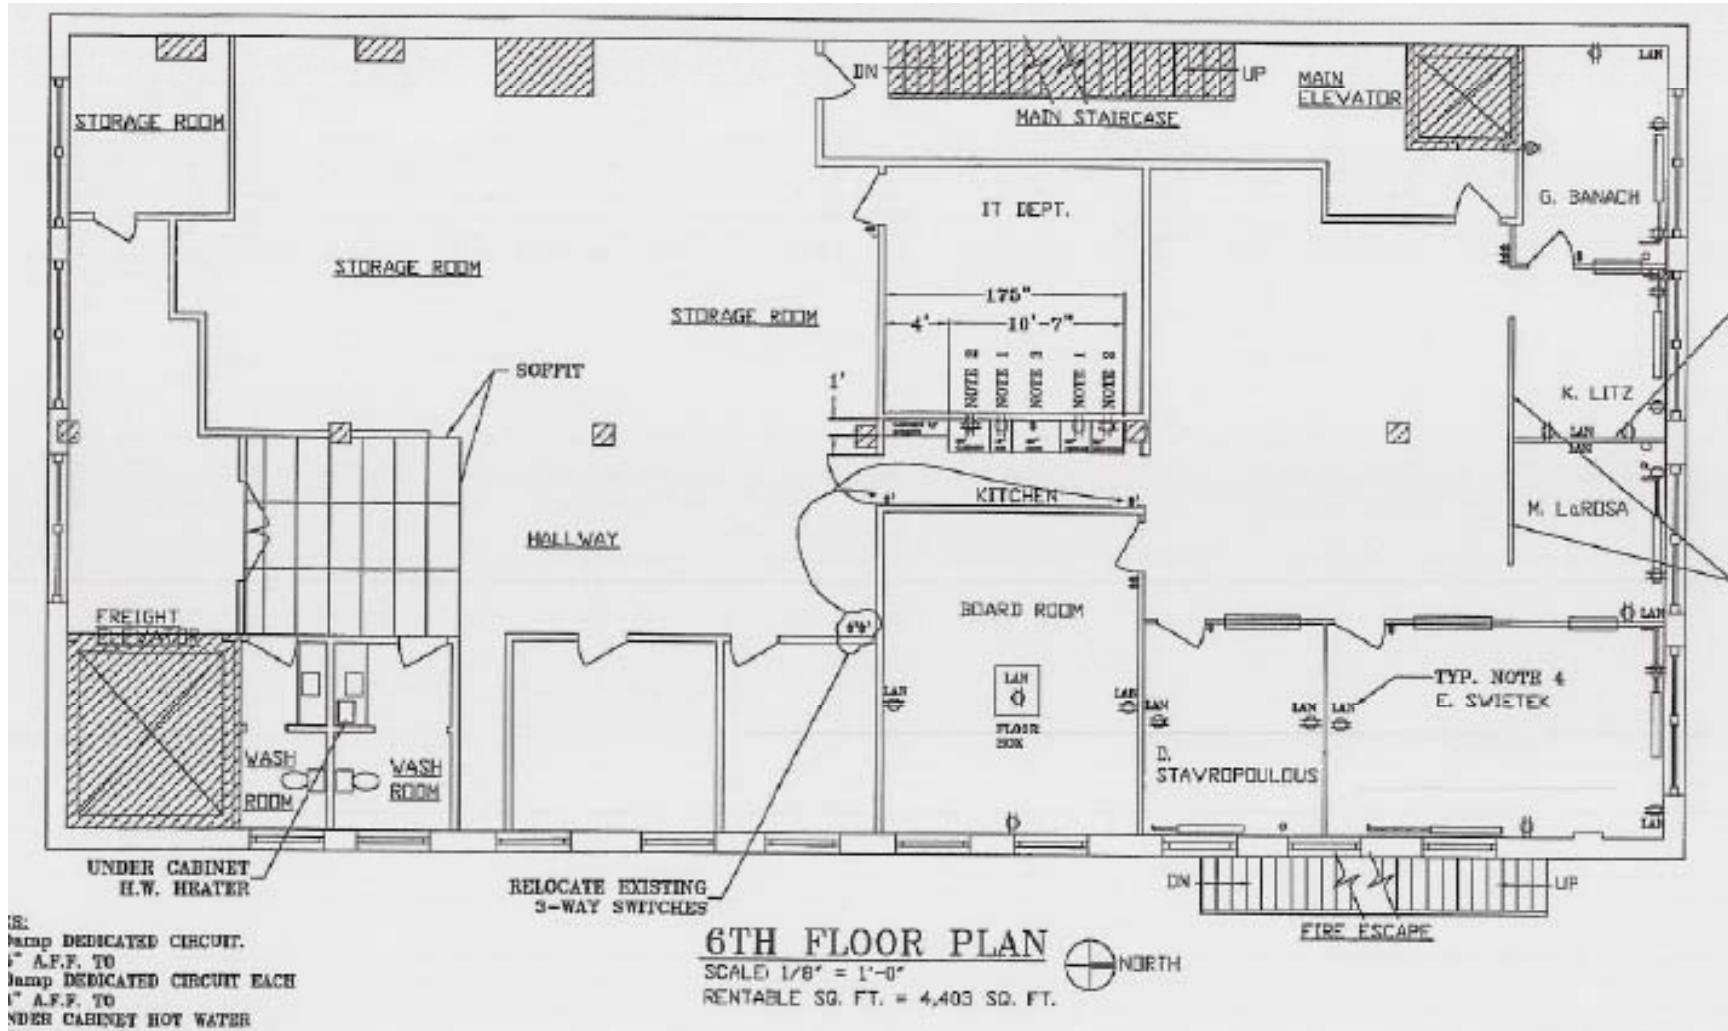 LAN
DN
UP
MAIN
ELEVATOR
STORAGE ROOM
MAIN STAIRCASE
IT DEPT.
G. BANACH
STORAGE ROOM
175"
STORAGE ROOM
4'
10'-7"
SOFFIT
NOTE 2
NOTE 1
NOTE 3
NOTE 1
NOTE 2
1'
K. LITZ
LAN
LAN
KITCHEN
M. LaROSA
HALLWAY
FREIGHT
ELEVATOR
BOARD ROOM
LAN
TYP. NOTE 4
E. SWIETEK
LAN
LAN
LAN
LAN
LAN
LAN
FLOOR
BOX
WASH
ROOM
WASH
ROOM
D.
STAVROPOULOUS
LAN
UNDER CABINET
H.W. HEATER
RELOCATE EXISTING
3-WAY SWITCHES
DN
UP
FIRE ESCAPE
6TH FLOOR PLAN
SCALE: 1/8" = 1'-0"
RENTABLE SQ. FT. = 4,403 SQ. FT.
NORTH
amp DEDICATED CIRCUIT.
" A.F.F. TO
amp DEDICATED CIRCUIT EACH
" A.F.F. TO
NDER CABINET HOT WATER